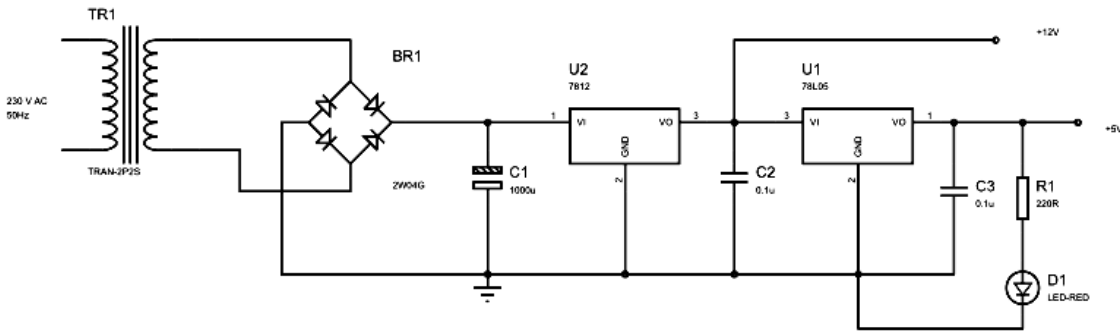 TR1
230 V AC
50Hz
TRAN-2P2S
BR1
2W04G
C1
1000u
U2
7812
1
VI
VO
3
GND
2
C2
0.1u
+12V
U1
78L05
3
VI
VO
1
GND
2
C3
0.1u
+5V
R1
220R
D1
LED-RED